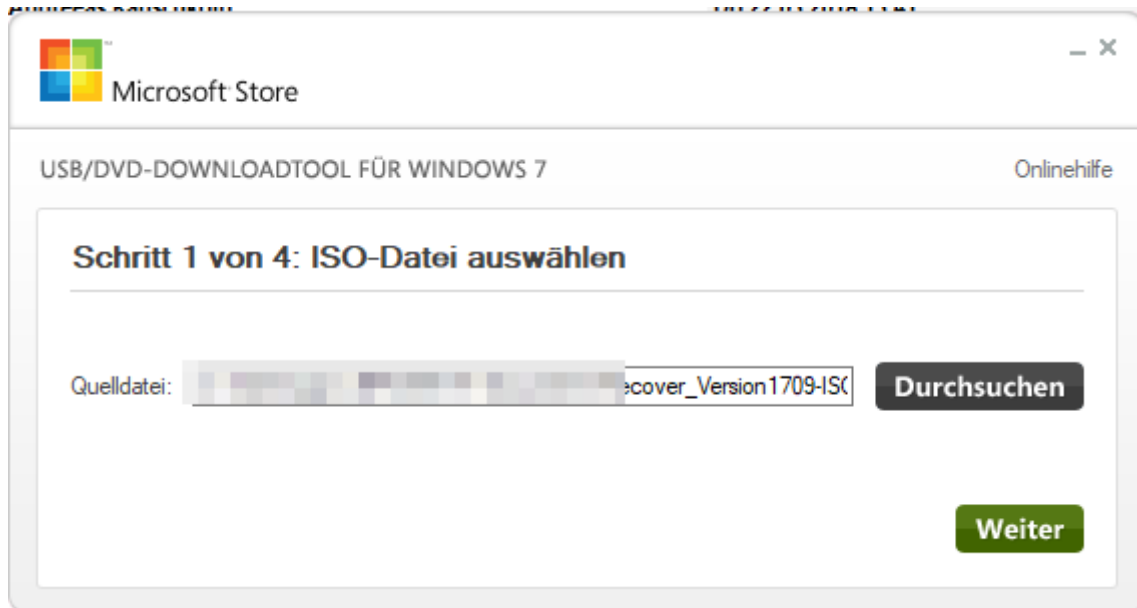 Microsoft Store
USB/DVD-DOWNLOADTOOL FÜR WINDOWS 7 Onlinehilfe
Schritt 1 von 4: ISO-Datei auswählen
Quelldatei: ecover_Version1709-ISO Durchsuchen
Weiter